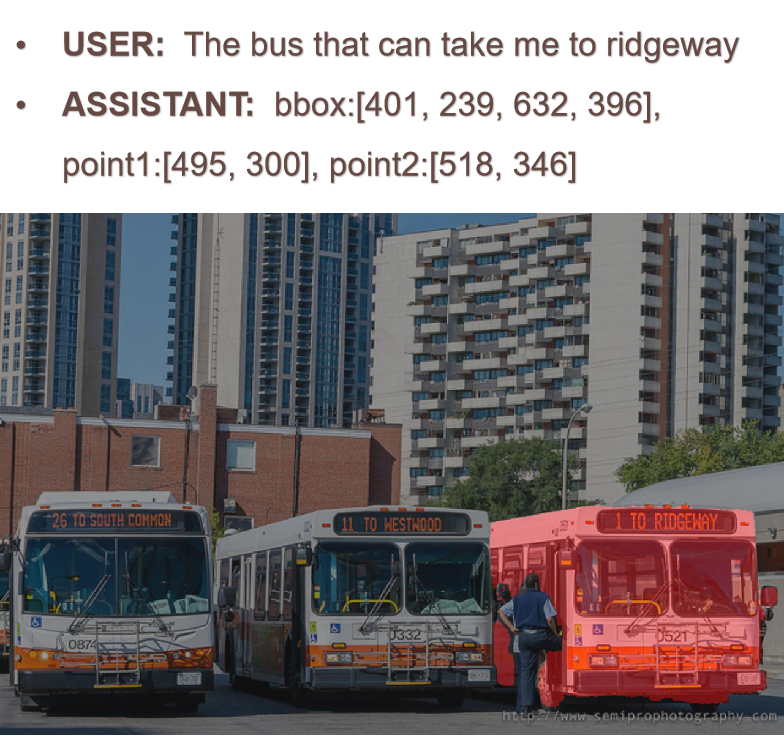 • USER: The bus that can take me to ridgeway
• ASSISTANT: bbox:[401, 239, 632, 396],
point1:[495, 300], point2:[518, 346]
26 TO SOUTH COMMON
11 TO WESTWOOD
1 TO RIDGEWAY
0874
0332
0521
http://www.semiprophotography.com